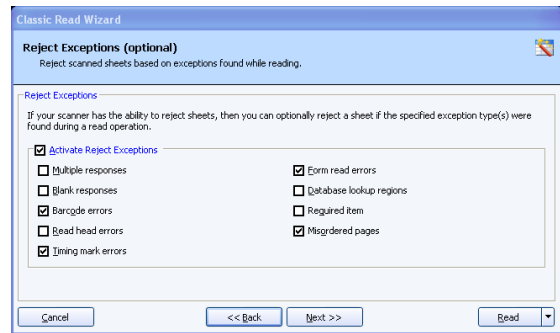 Classic Read Wizard
Reject Exceptions (optional)
Reject scanned sheets based on exceptions found while reading.
Reject Exceptions
If your scanner has the ability to reject sheets, then you can optionally reject a sheet if the specified exception type(s) were
found during a read operation.
Activate Reject Exceptions
Multiple responses
Form read errors
Blank responses
Database lookup regions
Barcode errors
Required item
Read head errors
Misordered pages
Timing mark errors
Cancel
<< Back
Next >>
Read